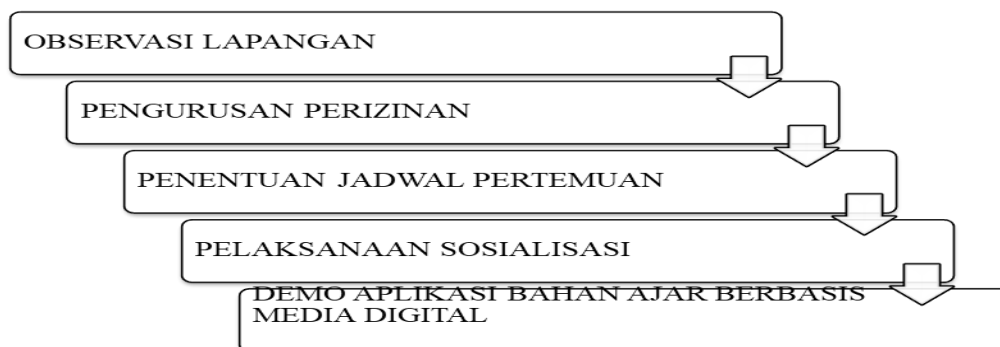 OBSERVASI LAPANGAN
PENGURUSAN PERIZINAN
PENENTUAN JADWAL PERTEMUAN
PELAKSANAAN SOSIALISASI
DEMO APLIKASI BAHAN AJAR BERBASIS
MEDIA DIGITAL